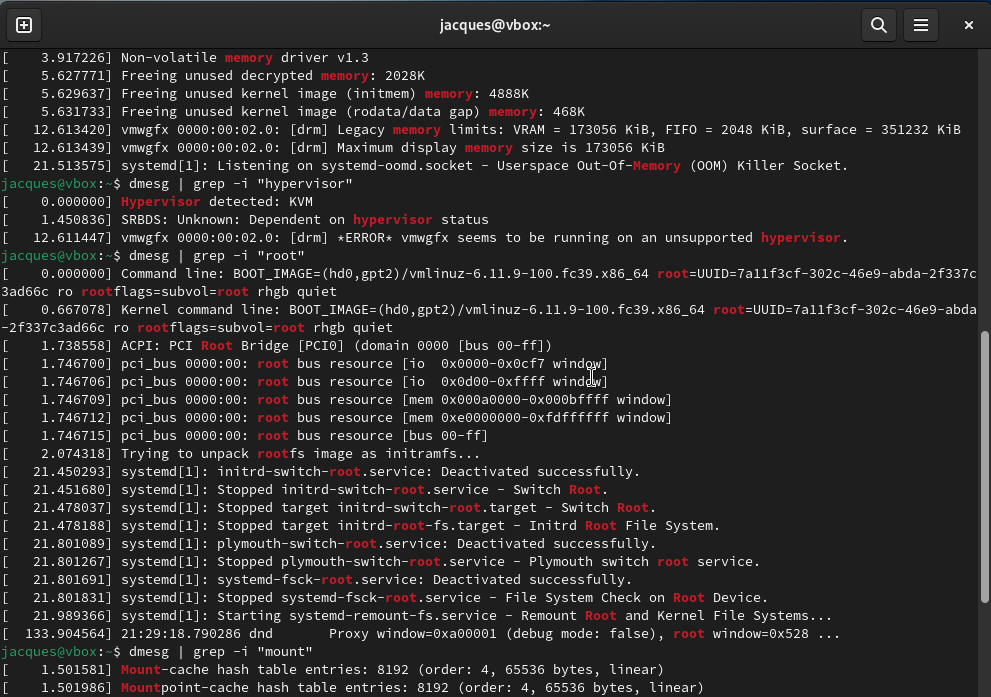 jacques@vbox:~
[    3.917226] Non-volatile memory driver v1.3
[    5.627771] Freeing unused decrypted memory: 2028K
[    5.629637] Freeing unused kernel image (initmem) memory: 4888K
[    5.631733] Freeing unused kernel image (rodata/data gap) memory: 468K
[   12.613420] vmwgfx 0000:00:02.0: [drm] Legacy memory limits: VRAM = 173056 KiB, FIFO = 2048 KiB, surface = 351232 KiB
[   12.613439] vmwgfx 0000:00:02.0: [drm] Maximum display memory size is 173056 KiB
[   21.513575] systemd[1]: Listening on systemd-oomd.socket - Userspace Out-Of-Memory (OOM) Killer Socket.
jacques@vbox:~$ dmesg | grep -i "hypervisor"
[    0.000000] Hypervisor detected: KVM
[    1.450836] SRBDS: Unknown: Dependent on hypervisor status
[   12.611447] vmwgfx 0000:00:02.0: [drm] *ERROR* vmwgfx seems to be running on an unsupported hypervisor.
jacques@vbox:~$ dmesg | grep -i "root"
[    0.000000] Command line: BOOT_IMAGE=(hd0,gpt2)/vmlinuz-6.11.9-100.fc39.x86_64 root=UUID=7a11f3cf-302c-46e9-abda-2f337c
3ad66c ro rootflags=subvol=root rhgb quiet
[    0.667078] Kernel command line: BOOT_IMAGE=(hd0,gpt2)/vmlinuz-6.11.9-100.fc39.x86_64 root=UUID=7a11f3cf-302c-46e9-abda
-2f337c3ad66c ro rootflags=subvol=root rhgb quiet
[    1.738558] ACPI: PCI Root Bridge [PCI0] (domain 0000 [bus 00-ff])
[    1.746700] pci_bus 0000:00: root bus resource [io  0x0000-0x0cf7 window]
[    1.746706] pci_bus 0000:00: root bus resource [io  0x0d00-0xffff window]
[    1.746709] pci_bus 0000:00: root bus resource [mem 0x000a0000-0x000bffff window]
[    1.746712] pci_bus 0000:00: root bus resource [mem 0xe0000000-0xfdffffff window]
[    1.746715] pci_bus 0000:00: root bus resource [bus 00-ff]
[    2.074318] Trying to unpack rootfs image as initramfs...
[   21.450293] systemd[1]: initrd-switch-root.service: Deactivated successfully.
[   21.451680] systemd[1]: Stopped initrd-switch-root.service - Switch Root.
[   21.478037] systemd[1]: Stopped target initrd-switch-root.target - Switch Root.
[   21.478188] systemd[1]: Stopped target initrd-root-fs.target - Initrd Root File System.
[   21.801089] systemd[1]: plymouth-switch-root.service: Deactivated successfully.
[   21.801267] systemd[1]: Stopped plymouth-switch-root.service - Plymouth switch root service.
[   21.801691] systemd[1]: systemd-fsck-root.service: Deactivated successfully.
[   21.801831] systemd[1]: Stopped systemd-fsck-root.service - File System Check on Root Device.
[   21.989366] systemd[1]: Starting systemd-remount-fs.service - Remount Root and Kernel File Systems...
[  133.904564] 21:29:18.790286 dnd       Proxy window=0xa00001 (debug mode: false), root window=0x528 ...
jacques@vbox:~$ dmesg | grep -i "mount"
[    1.501581] Mount-cache hash table entries: 8192 (order: 4, 65536 bytes, linear)
[    1.501986] Mountpoint-cache hash table entries: 8192 (order: 4, 65536 bytes, linear)